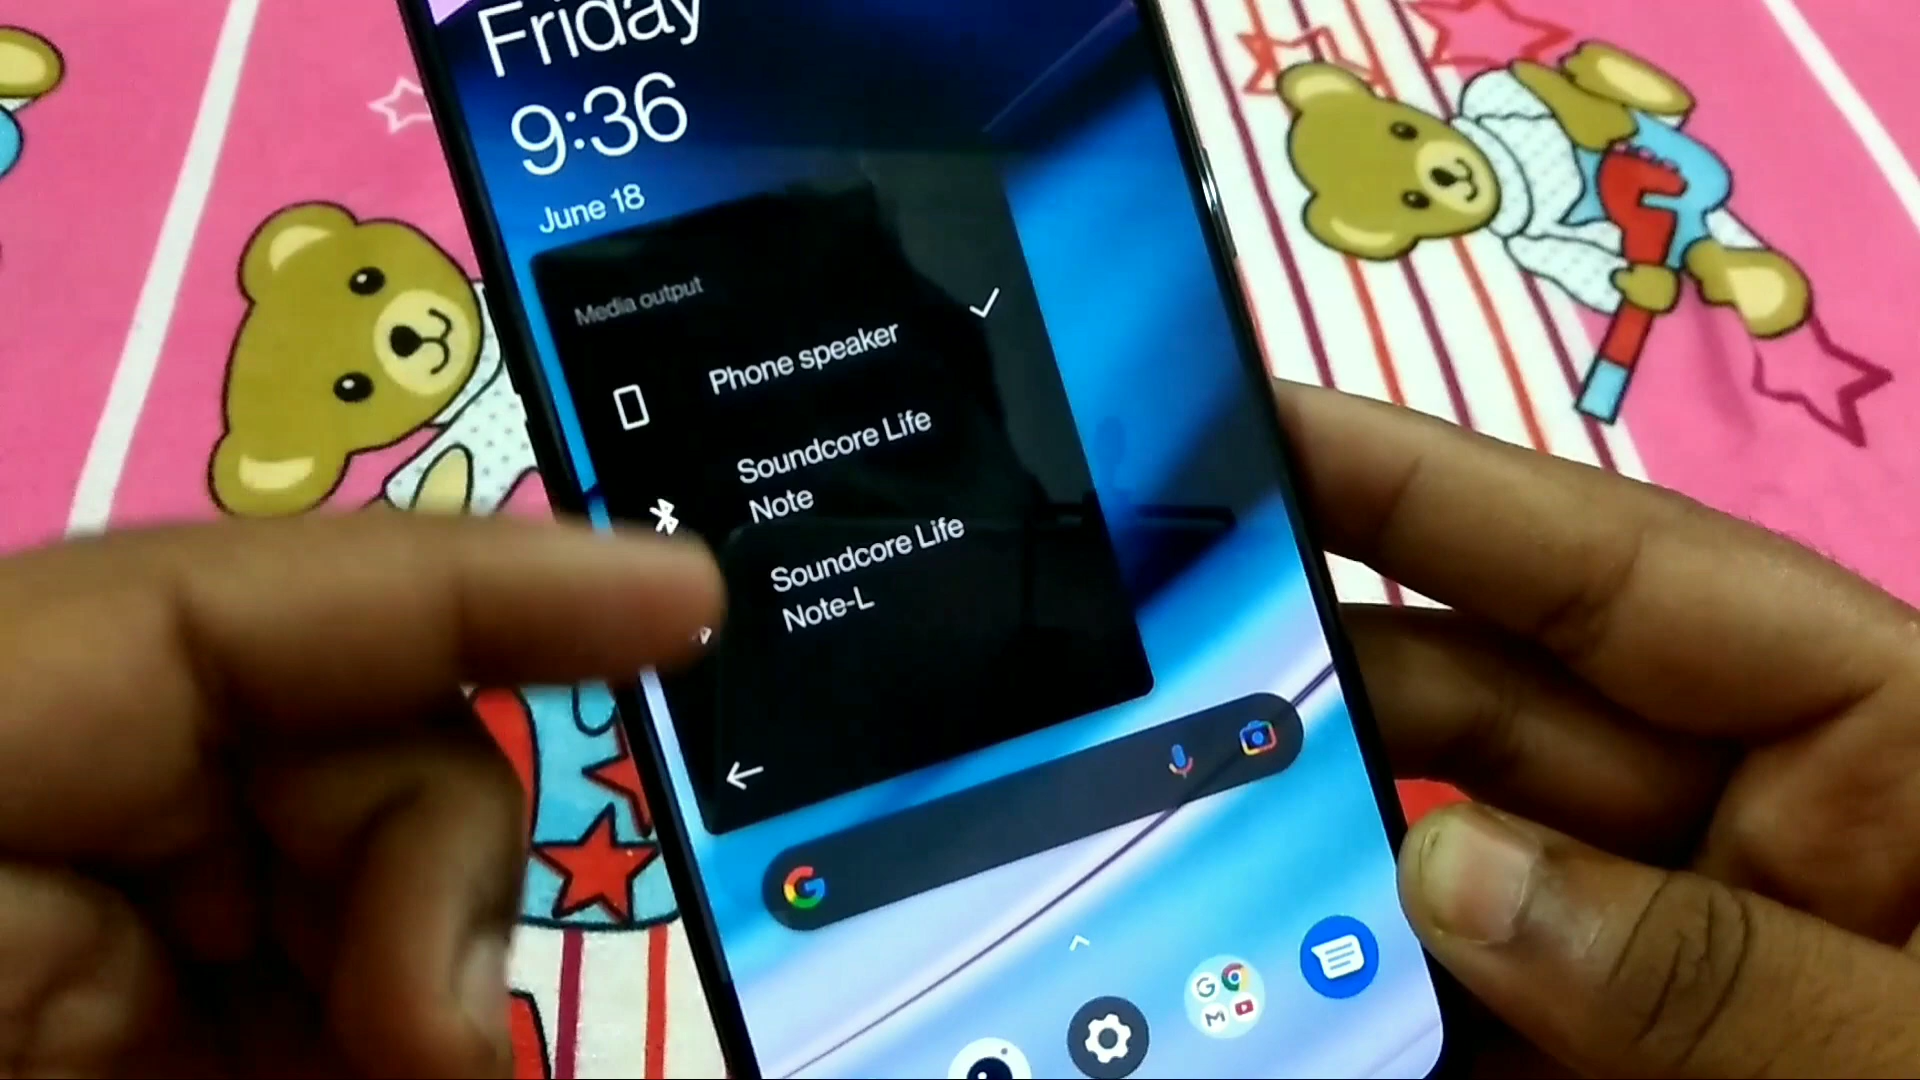 Friday
9:36
June 18
Media output
Phone speaker
Soundcore Life
Note
Soundcore Life
Note-L